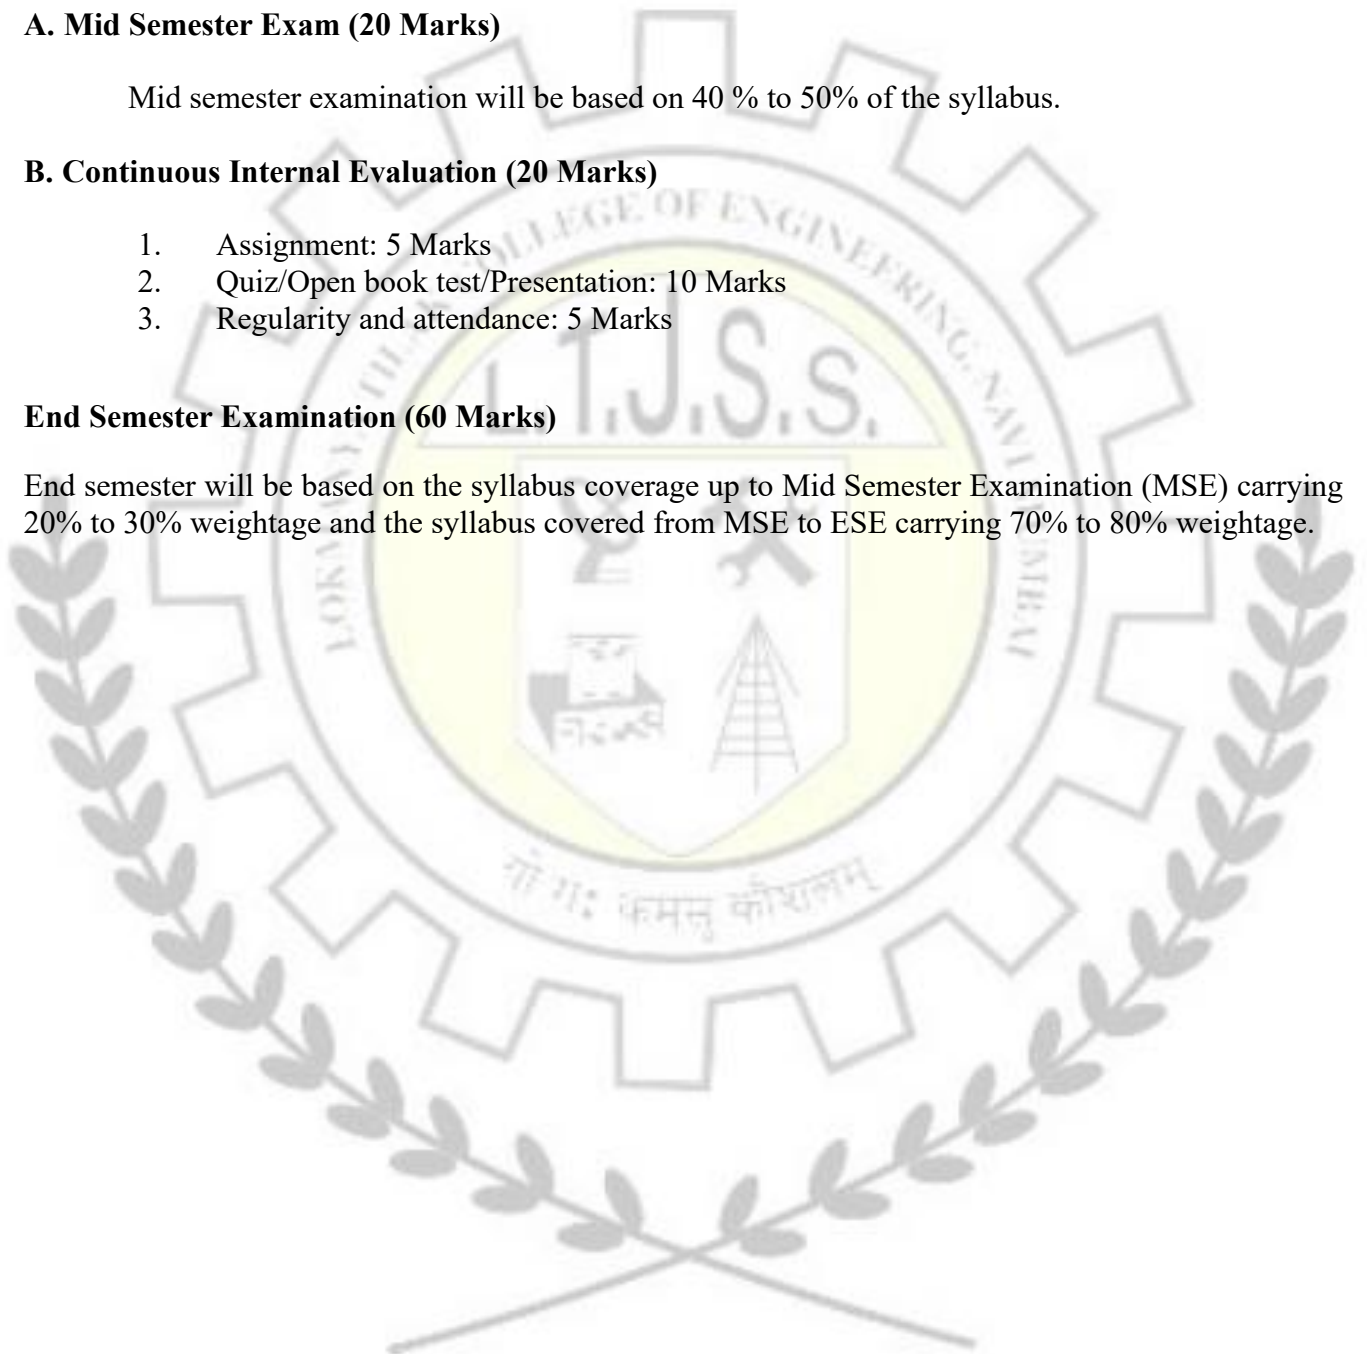 A. Mid Semester Exam (20 Marks)
Mid semester examination will be based on 40 % to 50% of the syllabus.
B. Continuous Internal Evaluation (20 Marks)
1. Assignment: 5 Marks
2. Quiz/Open book test/Presentation: 10 Marks
3. Regularity and attendance: 5 Marks
End Semester Examination (60 Marks)
End semester will be based on the syllabus coverage up to Mid Semester Examination (MSE) carrying
20% to 30% weightage and the syllabus covered from MSE to ESE carrying 70% to 80% weightage.
COLLEGE OF ENGINEERING, NAVI
L.T.J.S.S.